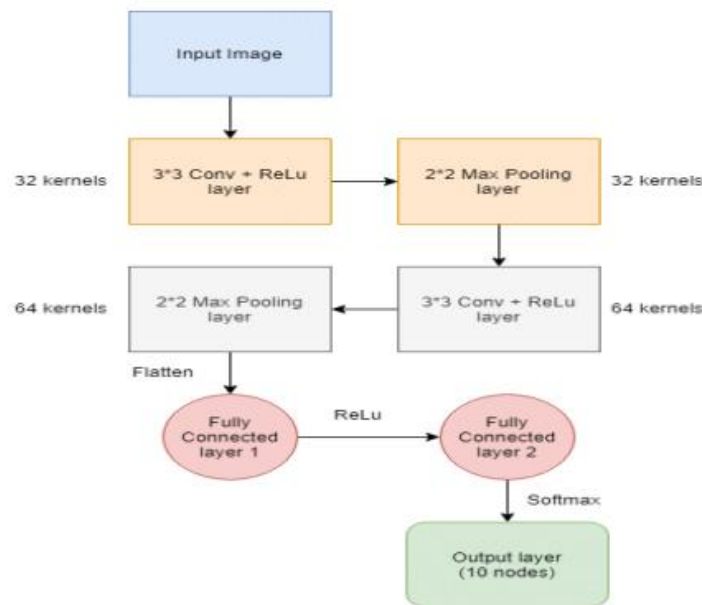 Input Image
32 kernels
3*3 Conv + ReLu
layer
2*2 Max Pooling
layer
32 kernels
64 kernels
2*2 Max Pooling
layer
3*3 Conv + ReLu
layer
64 kernels
Flatten
Fully
Connected
layer 1
ReLu
Fully
Connected
layer 2
Softmax
Output layer
(10 nodes)